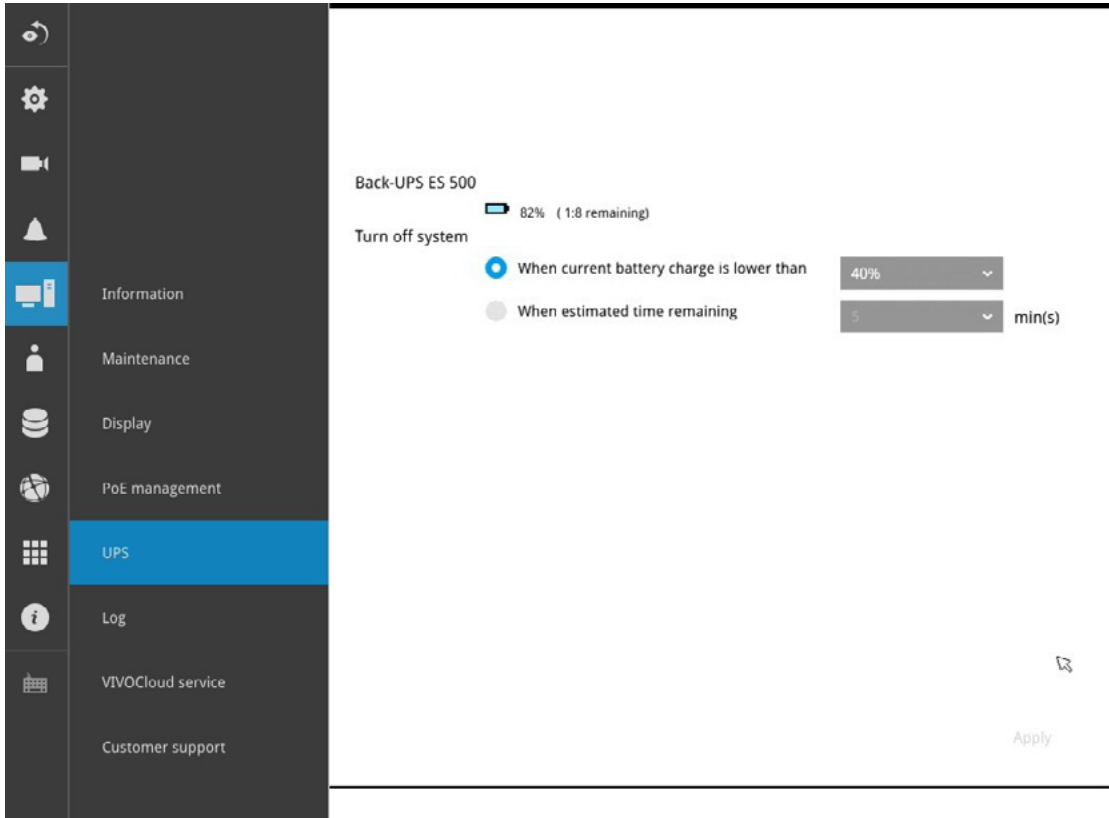 Back-UPS ES 500
82% ( 1:8 remaining)
Turn off system
When current battery charge is lower than 40%
When estimated time remaining 5 min(s)
Information
Maintenance
Display
PoE management
UPS
Log
VIVOCloud service
Customer support
Apply